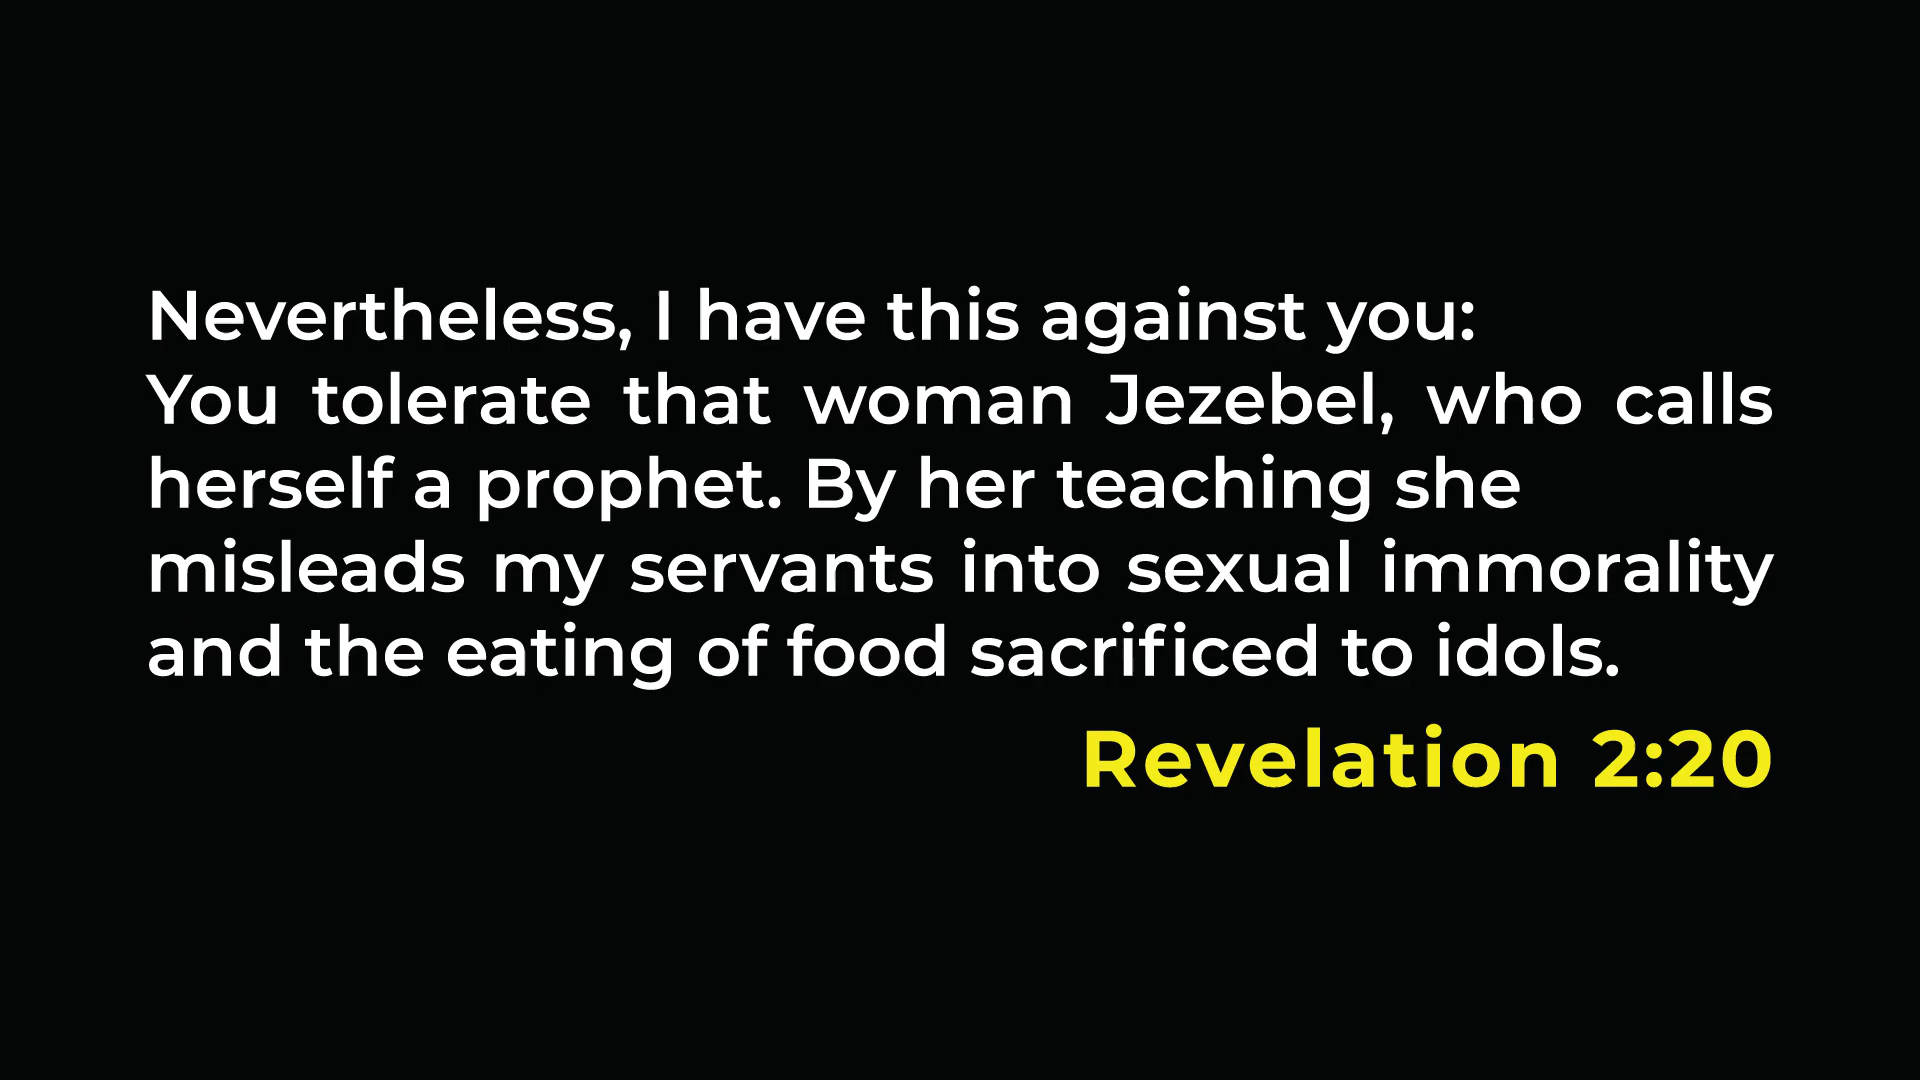 Nevertheless, I have this against you:
You tolerate that woman Jezebel, who calls
herself a prophet. By her teaching she
misleads my servants into sexual immorality
and the eating of food sacrificed to idols.
Revelation 2:20